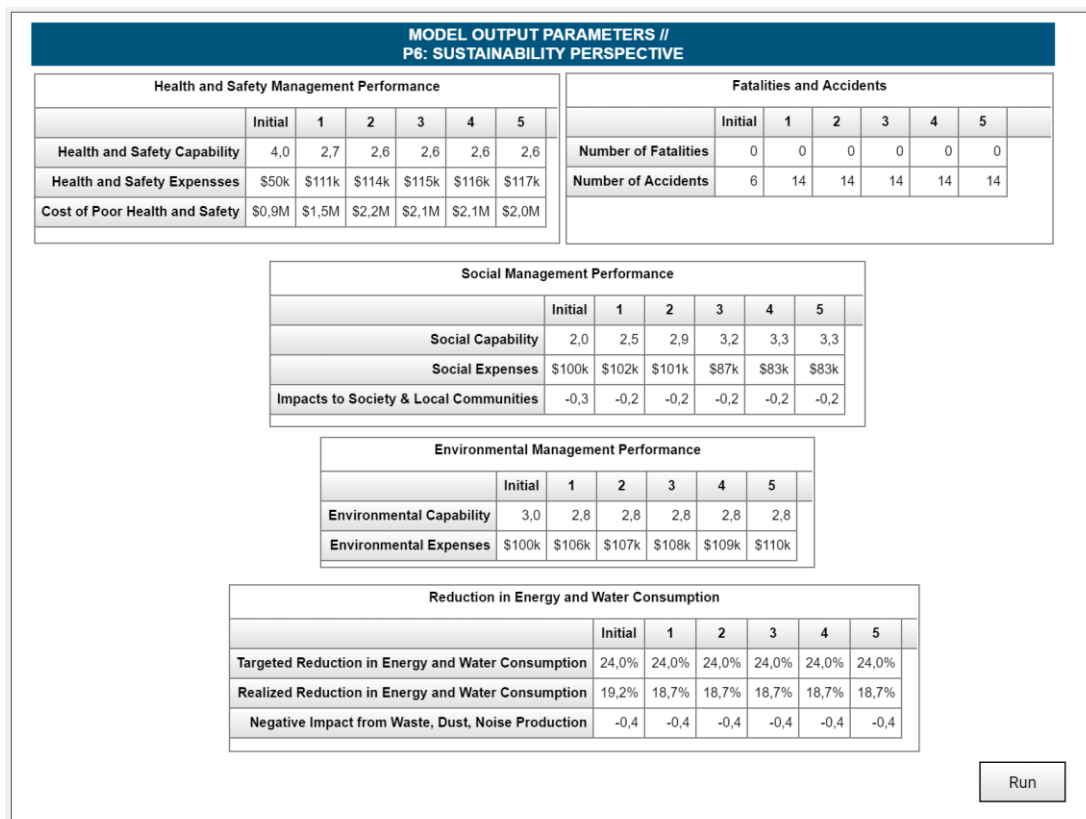 MODEL OUTPUT PARAMETERS //
P6: SUSTAINABILITY PERSPECTIVE
Health and Safety Management Performance
Initial 1 2 3 4 5
Health and Safety Capability 4,0 2,7 2,6 2,6 2,6 2,6
Health and Safety Expensses $50k $111k $114k $115k $116k $117k
Cost of Poor Health and Safety $0,9M $1,5M $2,2M $2,1M $2,1M $2,0M
Fatalities and Accidents
Initial 1 2 3 4 5
Number of Fatalities 0 0 0 0 0 0
Number of Accidents 6 14 14 14 14 14
Social Management Performance
Initial 1 2 3 4 5
Social Capability 2,0 2,5 2,9 3,2 3,3 3,3
Social Expenses $100k $102k $101k $87k $83k $83k
Impacts to Society & Local Communities -0,3 -0,2 -0,2 -0,2 -0,2 -0,2
Environmental Management Performance
Initial 1 2 3 4 5
Environmental Capability 3,0 2,8 2,8 2,8 2,8 2,8
Environmental Expenses $100k $106k $107k $108k $109k $110k
Reduction in Energy and Water Consumption
Initial 1 2 3 4 5
Targeted Reduction in Energy and Water Consumption 24,0% 24,0% 24,0% 24,0% 24,0% 24,0%
Realized Reduction in Energy and Water Consumption 19,2% 18,7% 18,7% 18,7% 18,7% 18,7%
Negative Impact from Waste, Dust, Noise Production -0,4 -0,4 -0,4 -0,4 -0,4 -0,4
Run